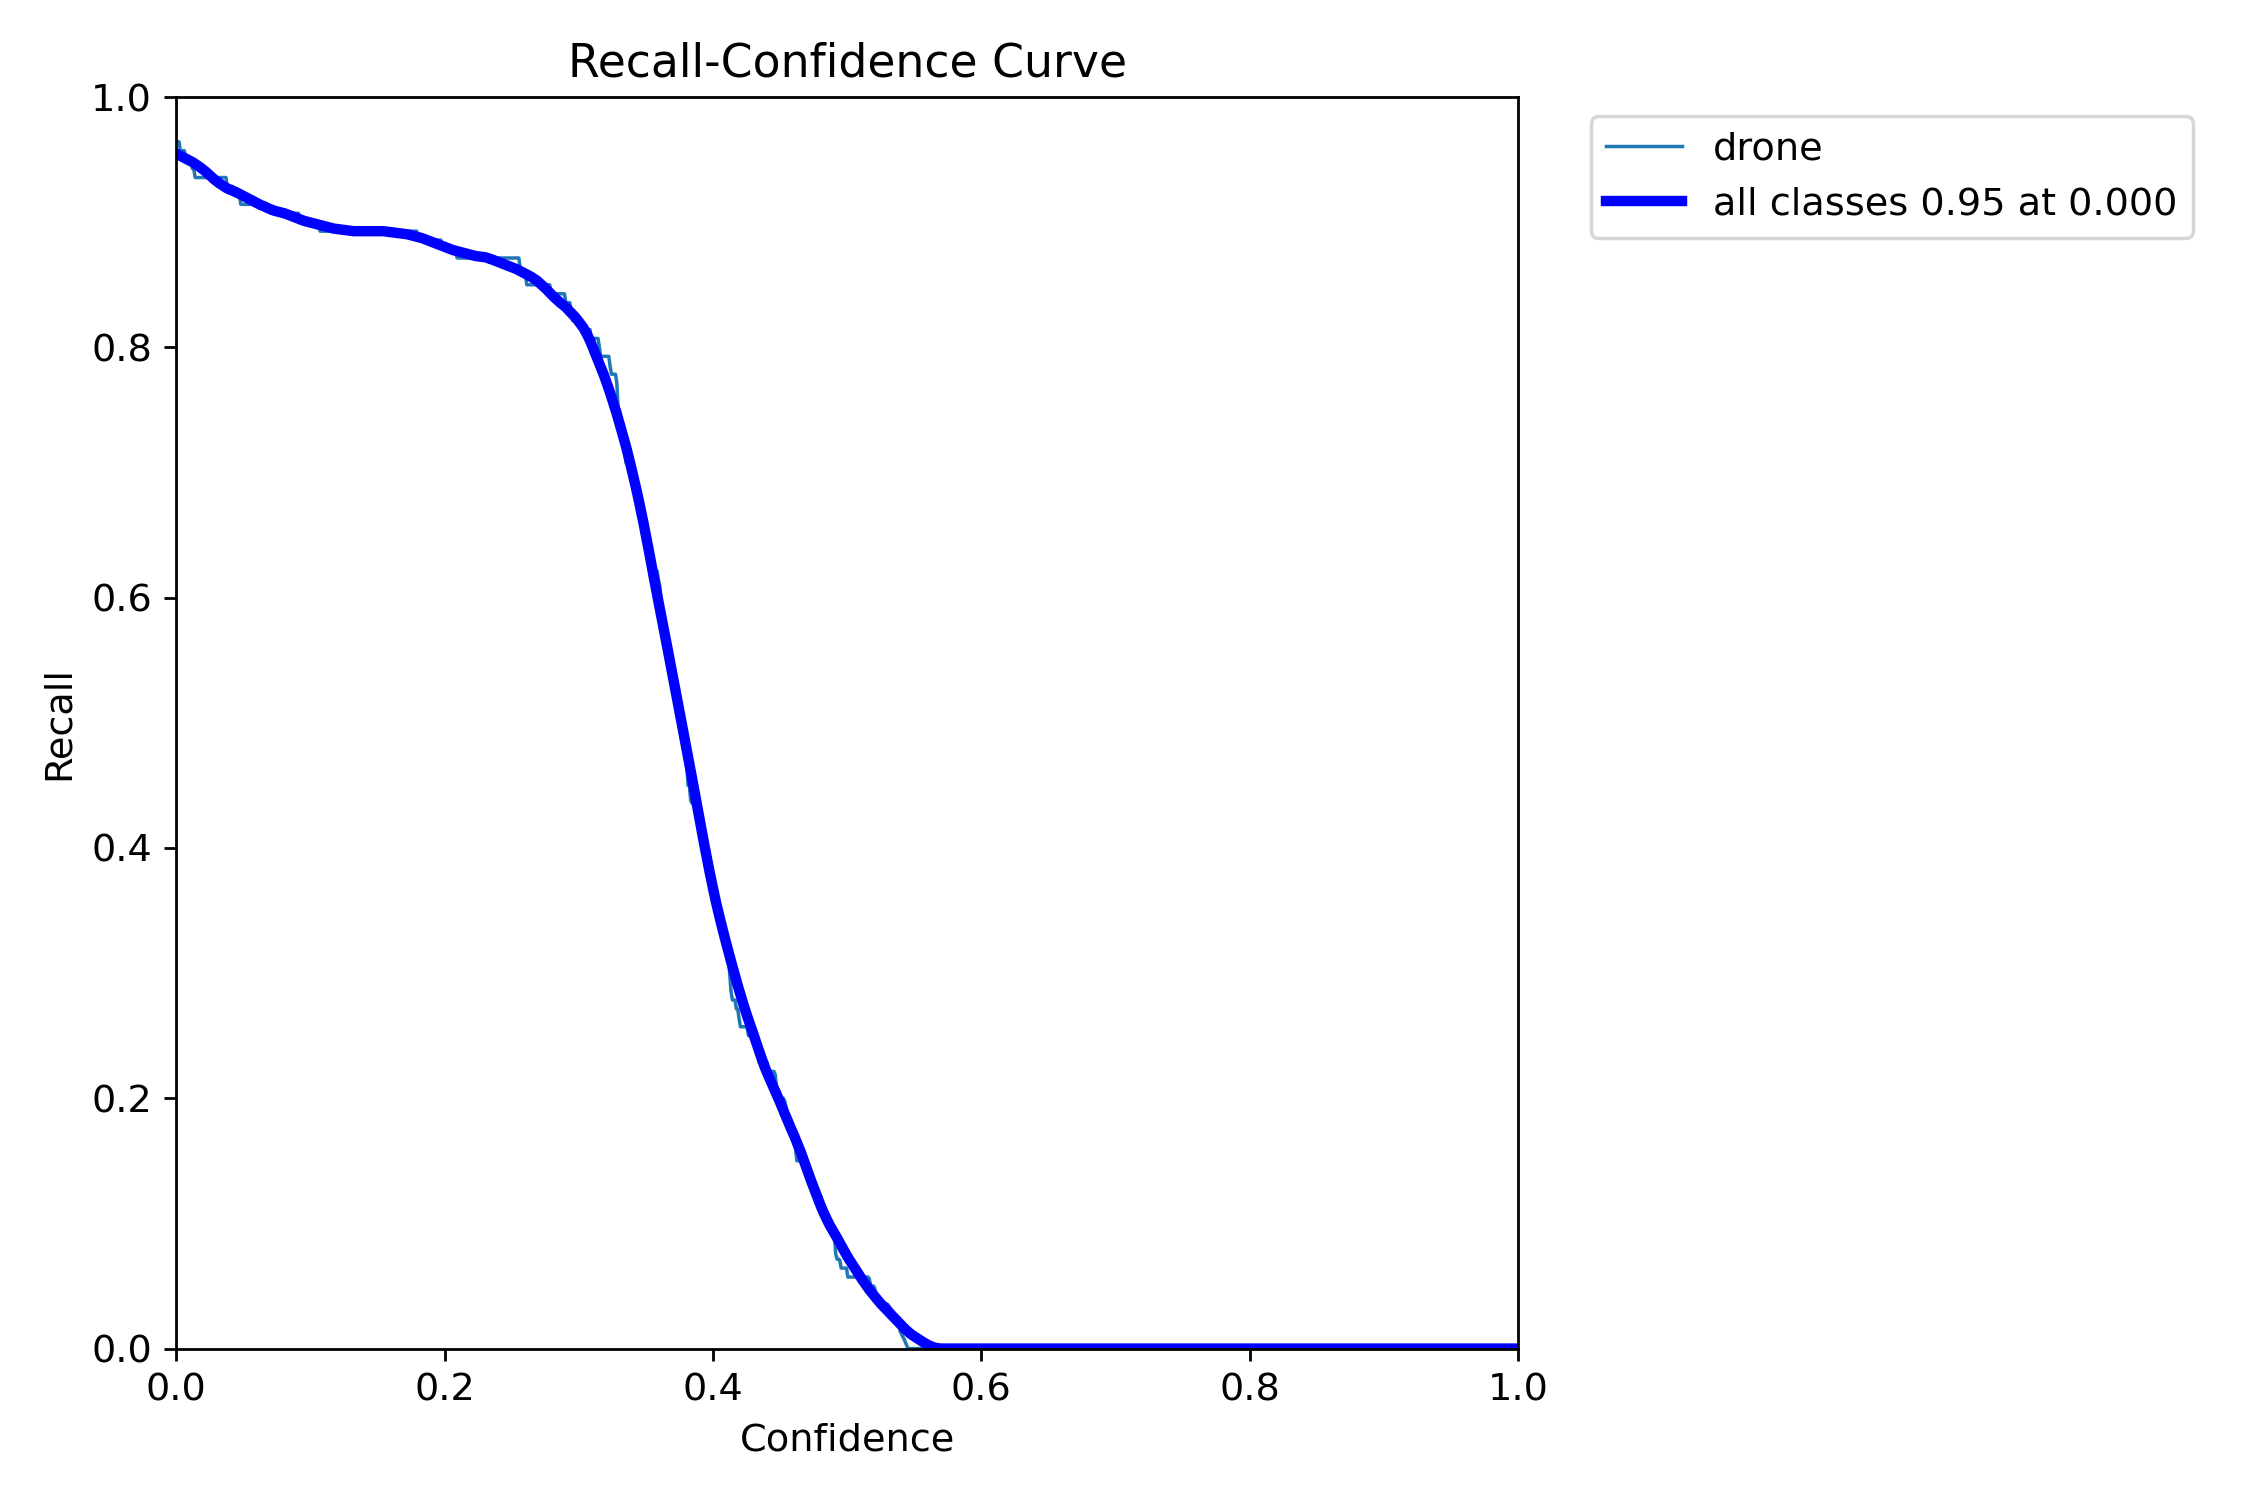 Recall-Confidence Curve
1.0
0.8
0.6
0.4
0.2
0.0
Recall
0.0 0.2 0.4 0.6 0.8 1.0
Confidence
drone
all classes 0.95 at 0.000